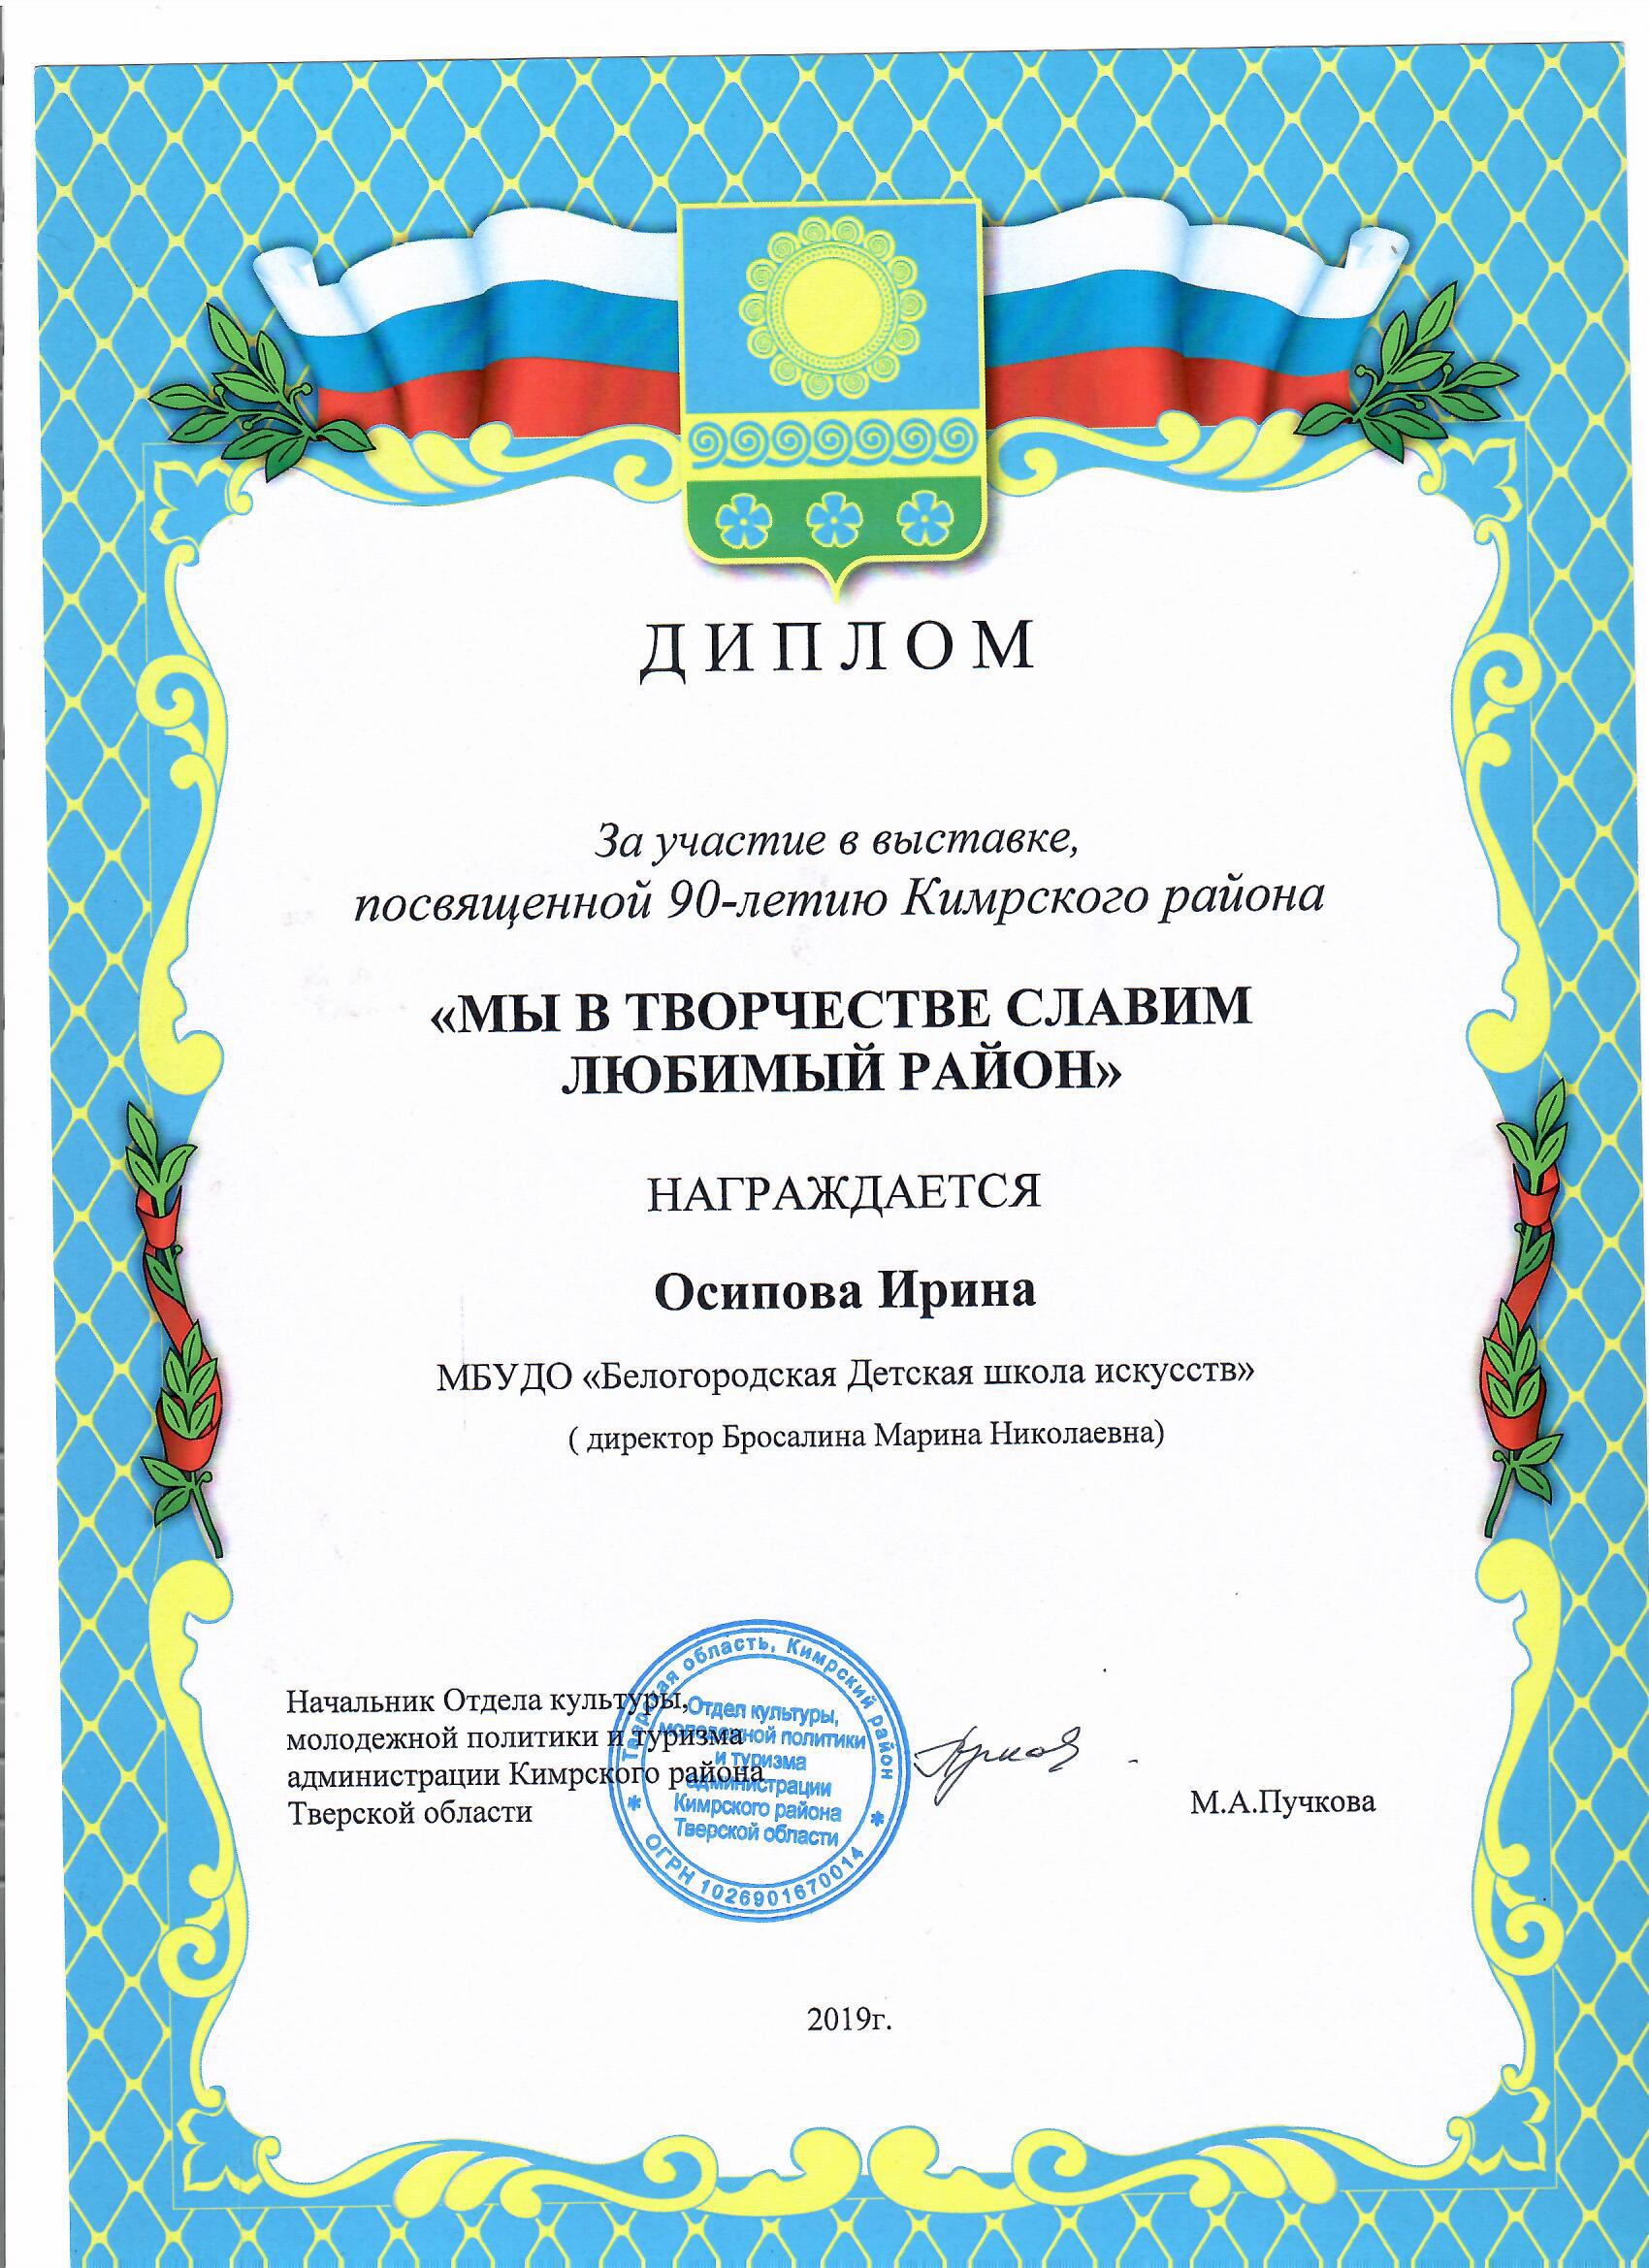 ДИПЛОМ
За участие в выставке,
посвященной 90-летию Кимрского района
«МЫ В ТВОРЧЕСТВЕ СЛАВИМ
ЛЮБИМЫЙ РАЙОН»
НАГРАЖДАЕТСЯ
Осипова Ирина
МБУДО «Белогородская Детская школа искусств»
( директор Бросалина Марина Николаевна)
Начальник Отдела культуры,
молодежной политики и туризма
администрации Кимрского района
Тверской области
М.А.Пучкова
Тверская область, Кимрский район
Отдел культуры,
молодежной политики
и туризма
администрации
Кимрского района
Тверской области
* ОГРН 1026901670014 *
2019г.